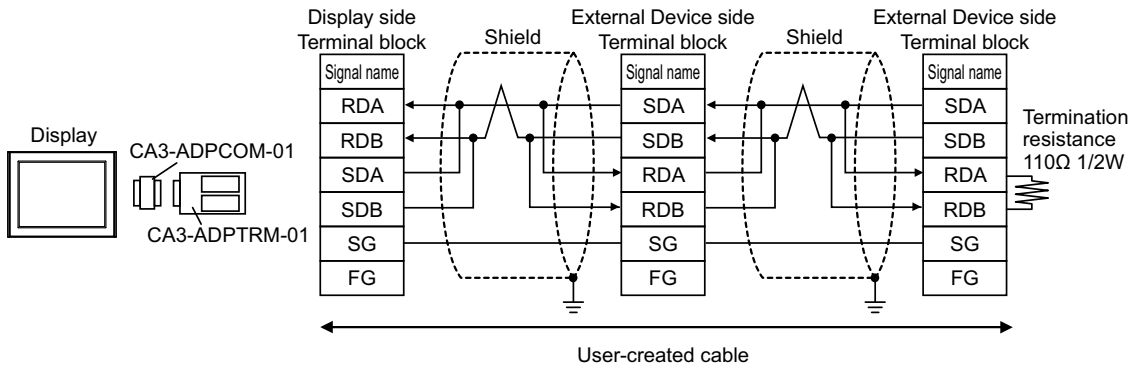 Display side
Terminal block
Shield
External Device side
Terminal block
Shield
External Device side
Terminal block
Signal name
RDA
RDB
SDA
SDB
SG
FG
Signal name
SDA
SDB
RDA
RDB
SG
FG
Signal name
SDA
SDB
RDA
RDB
SG
FG
Termination
resistance
110Ω 1/2W
Display
CA3-ADPCOM-01
CA3-ADPTRM-01
User-created cable